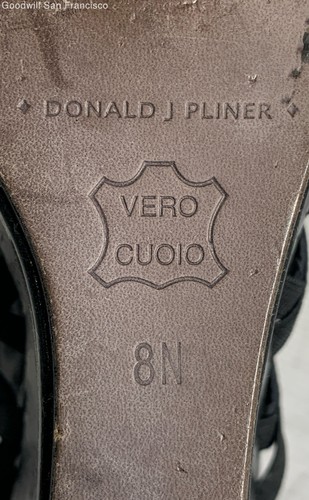 Goodwill San Francisco
DONALD J PLINER
VERO
CUOIO
8N